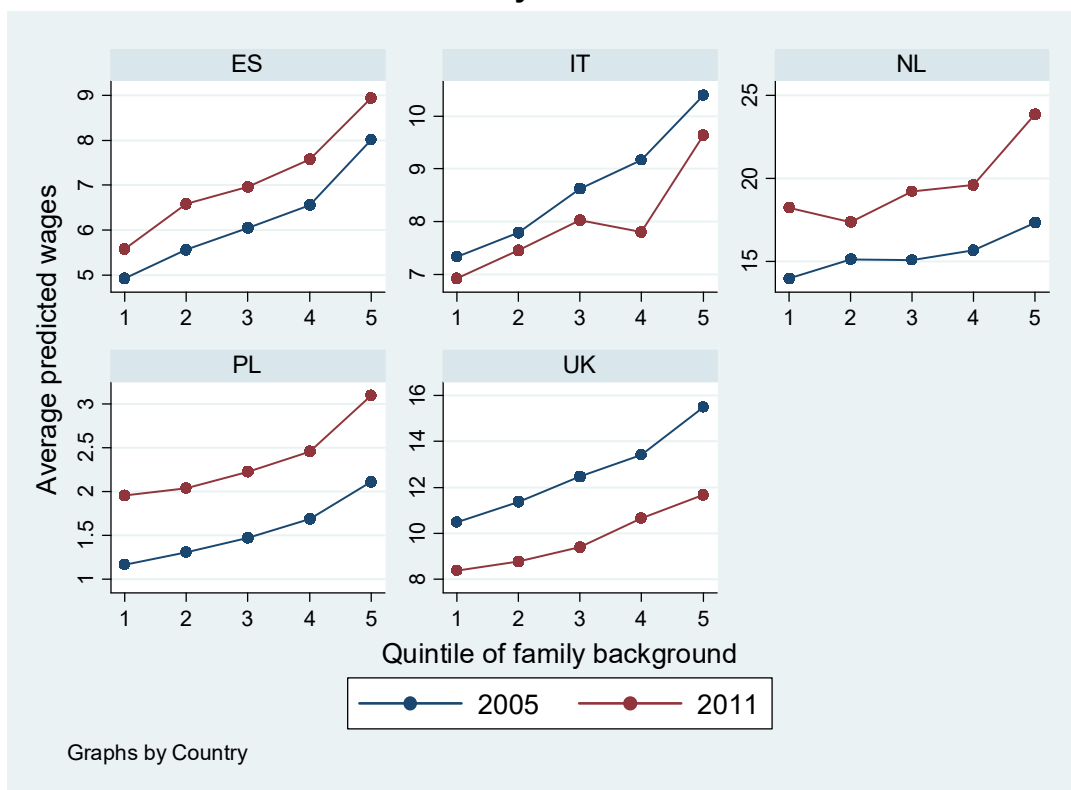 ES
IT
NL
9
8
7
6
5
10
9
8
7
25
20
15
1 2 3 4 5
1 2 3 4 5
1 2 3 4 5
Average predicted wages
PL
UK
3
2.5
2
1.5
1
16
14
12
10
8
1 2 3 4 5
1 2 3 4 5
Quintile of family background
2005 2011
Graphs by Country